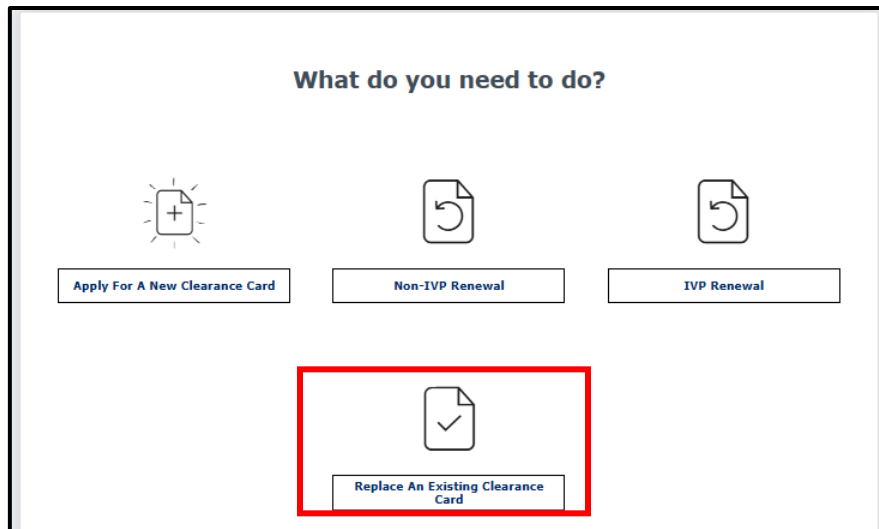 What do you need to do?
Apply For A New Clearance Card
Non-IVP Renewal
IVP Renewal
Replace An Existing Clearance
Card